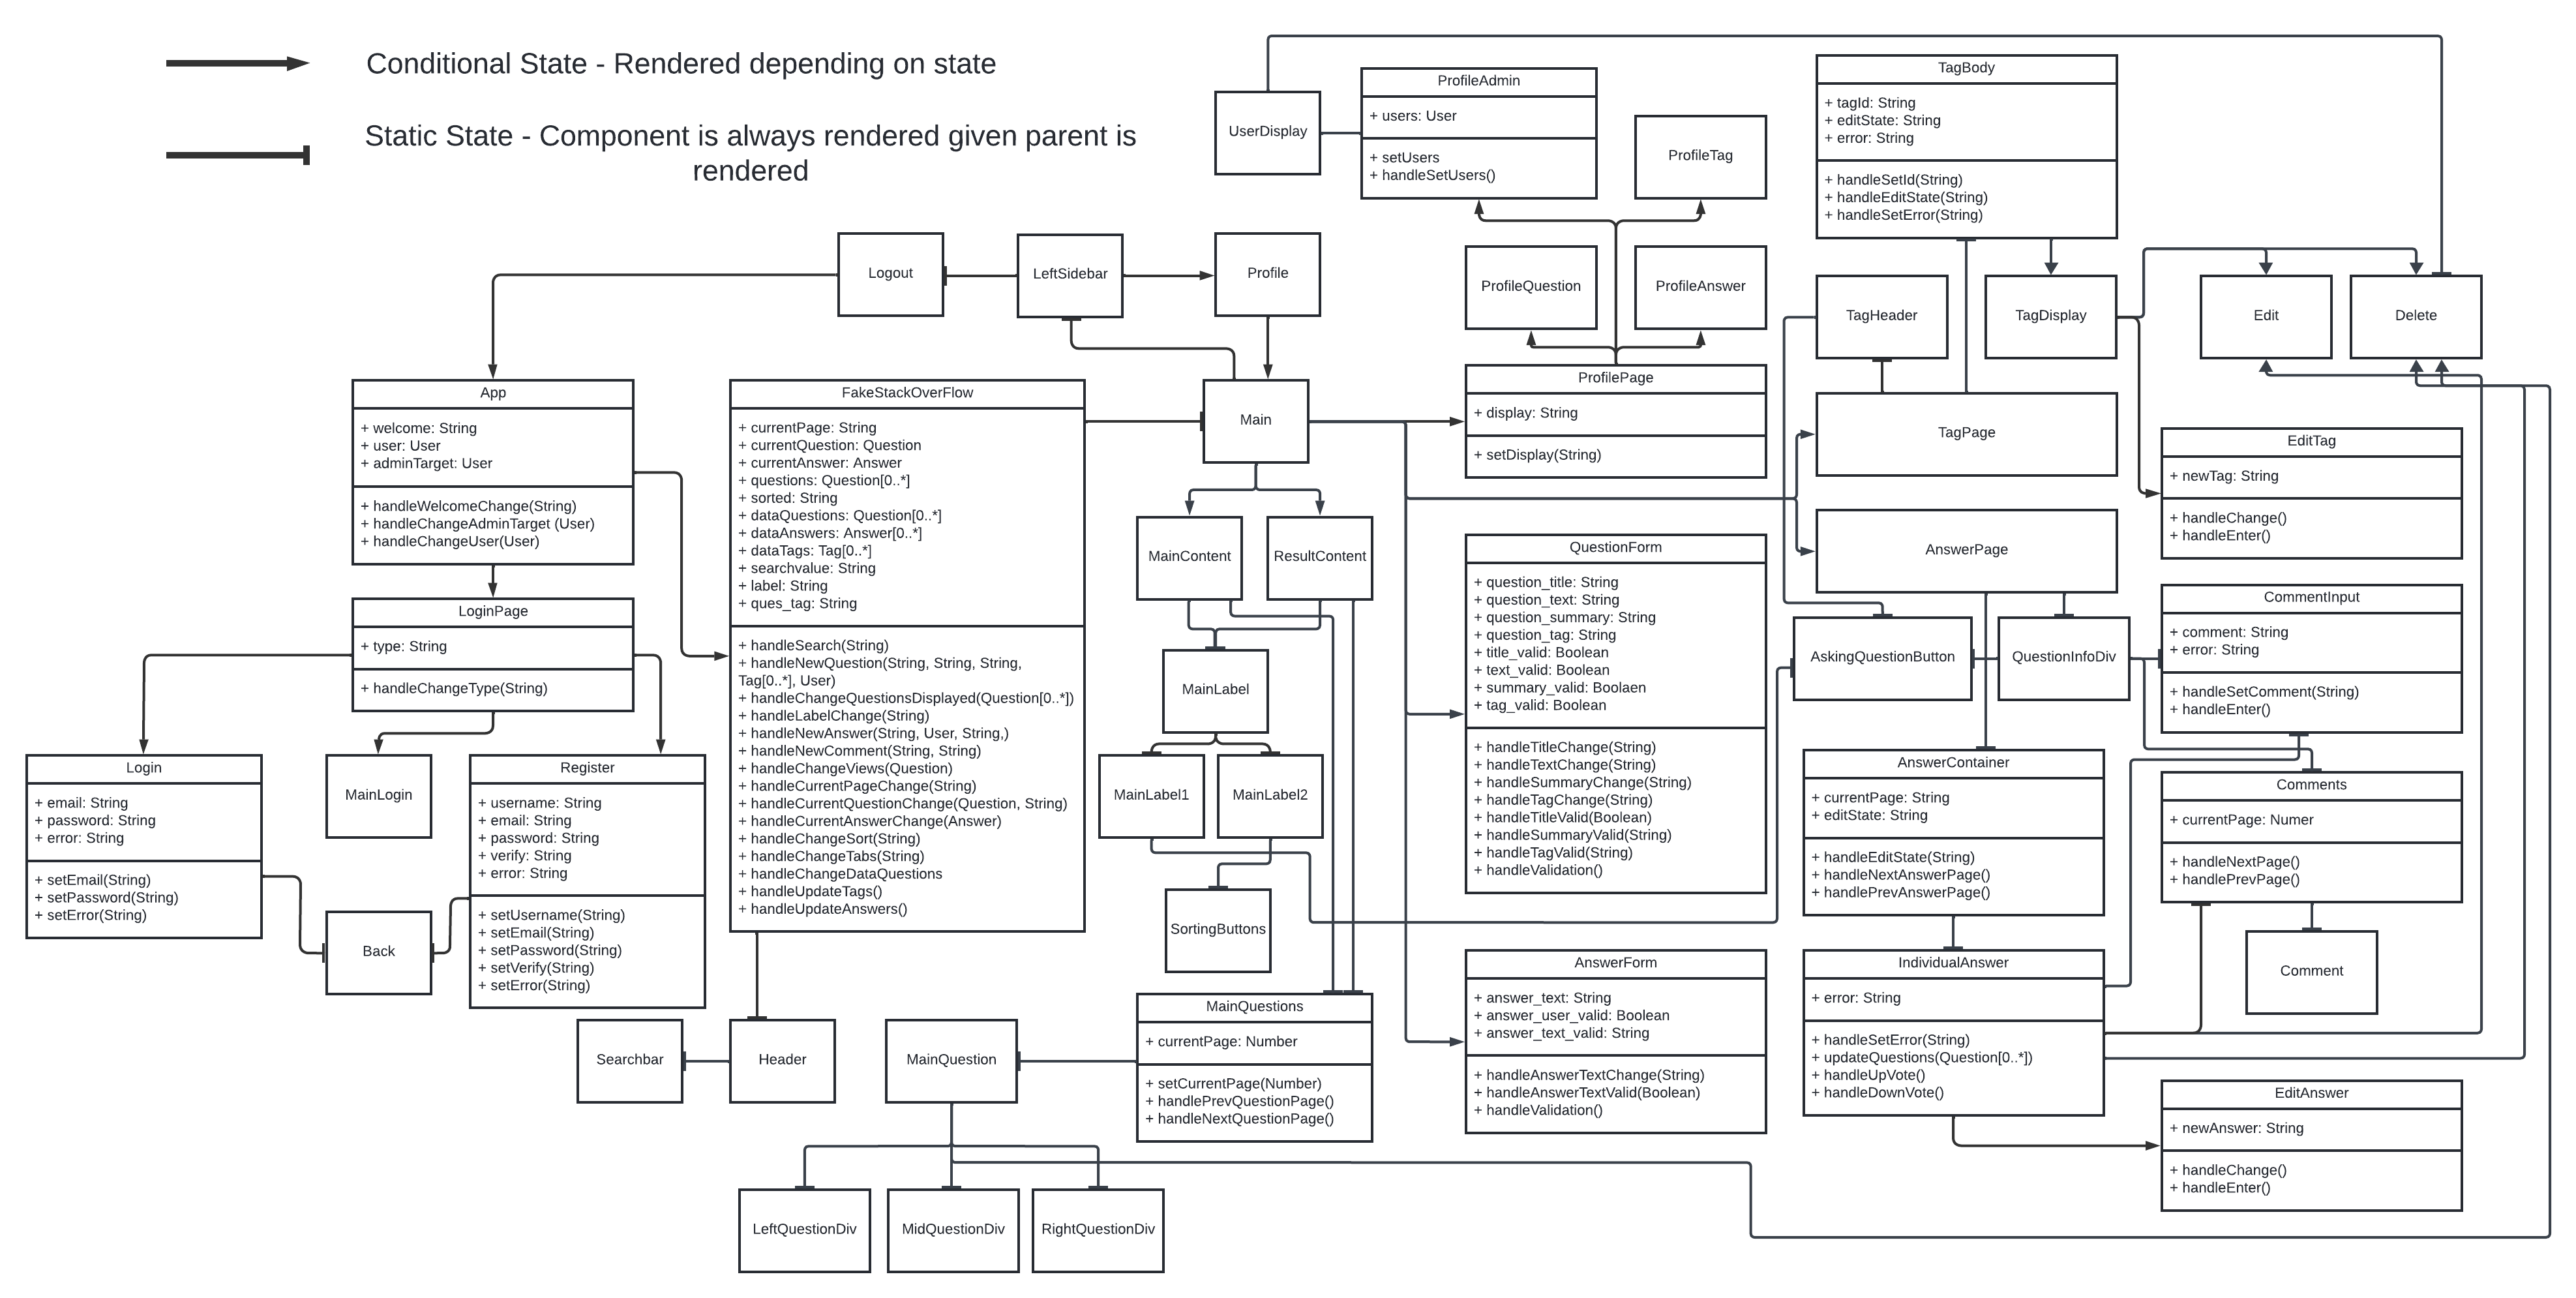 Conditional State - Rendered depending on state
Static State - Component is always rendered given parent is
rendered
UserDisplay
ProfileAdmin
+ users: User
+ setUsers
+ handleSetUsers()
ProfileTag
TagBody
+ tagId: String
+ editState: String
+ error: String
+ handleSetId(String)
+ handleEditState(String)
+ handleSetError(String)
Logout
LeftSidebar
Profile
ProfileQuestion
ProfileAnswer
TagHeader
TagDisplay
Edit
Delete
App
+ welcome: String
+ user: User
+ adminTarget: User
+ handleWelcomeChange(String)
+ handleChangeAdminTarget (User)
+ handleChangeUser(User)
FakeStackOverFlow
+ currentPage: String
+ currentQuestion: Question
+ currentAnswer: Answer
+ questions: Question[0..*]
+ sorted: String
+ dataQuestions: Question[0..*]
+ dataAnswers: Answer[0..*]
+ dataTags: Tag[0..*]
+ searchvalue: String
+ label: String
+ ques_tag: String
+ handleSearch(String)
+ handleNewQuestion(String, String, String,
Tag[0..*], User)
+ handleChangeQuestionsDisplayed(Question[0..*])
+ handleLabelChange(String)
+ handleNewAnswer(String, User, String,)
+ handleNewComment(String, String)
+ handleChangeViews(Question)
+ handleCurrentPageChange(String)
+ handleCurrentQuestionChange(Question, String)
+ handleCurrentAnswerChange(Answer)
+ handleChangeSort(String)
+ handleChangeTabs(String)
+ handleChangeDataQuestions
+ handleUpdateTags()
+ handleUpdateAnswers()
Main
ProfilePage
+ display: String
+ setDisplay(String)
TagPage
EditTag
+ newTag: String
+ handleChange()
+ handleEnter()
MainContent
ResultContent
QuestionForm
+ question_title: String
+ question_text: String
+ question_summary: String
+ question_tag: String
+ title_valid: Boolean
+ text_valid: Boolean
+ summary_valid: Boolaen
+ tag_valid: Boolean
+ handleTitleChange(String)
+ handleTextChange(String)
+ handleSummaryChange(String)
+ handleTagChange(String)
+ handleTitleValid(Boolean)
+ handleSummaryValid(String)
+ handleTagValid(String)
+ handleValidation()
AnswerPage
AskingQuestionButton
QuestionInfoDiv
CommentInput
+ comment: String
+ error: String
+ handleSetComment(String)
+ handleEnter()
LoginPage
+ type: String
+ handleChangeType(String)
MainLabel
Login
+ email: String
+ password: String
+ error: String
+ setEmail(String)
+ setPassword(String)
+ setError(String)
MainLogin
Register
+ username: String
+ email: String
+ password: String
+ verify: String
+ error: String
+ setUsername(String)
+ setEmail(String)
+ setPassword(String)
+ setVerify(String)
+ setError(String)
MainLabel1
MainLabel2
AnswerContainer
+ currentPage: String
+ editState: String
+ handleEditState(String)
+ handleNextAnswerPage()
+ handlePrevAnswerPage()
Comments
+ currentPage: Numer
+ handleNextPage()
+ handlePrevPage()
Back
SortingButtons
AnswerForm
+ answer_text: String
+ answer_user_valid: Boolean
+ answer_text_valid: String
+ handleAnswerTextChange(String)
+ handleAnswerTextValid(Boolean)
+ handleValidation()
IndividualAnswer
+ error: String
+ handleSetError(String)
+ updateQuestions(Question[0..*])
+ handleUpVote()
+ handleDownVote()
Comment
Searchbar
Header
MainQuestion
MainQuestions
+ currentPage: Number
+ setCurrentPage(Number)
+ handlePrevQuestionPage()
+ handleNextQuestionPage()
EditAnswer
+ newAnswer: String
+ handleChange()
+ handleEnter()
LeftQuestionDiv
MidQuestionDiv
RightQuestionDiv